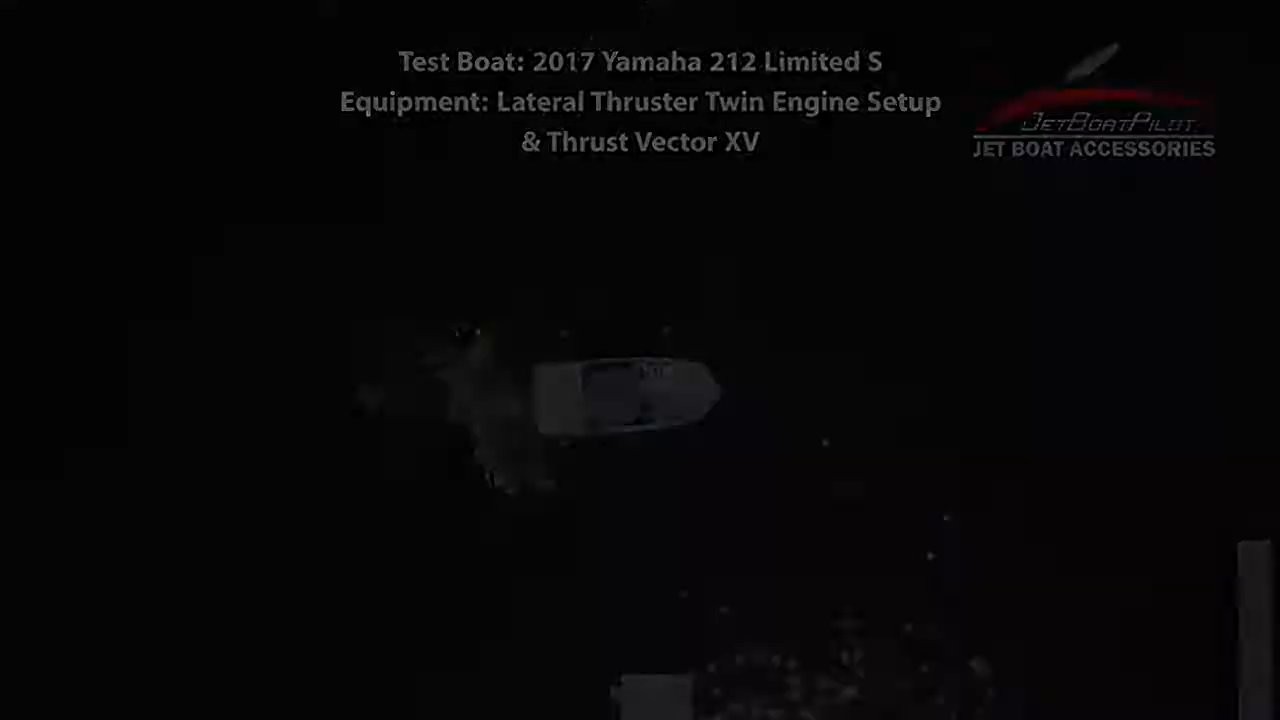 Test Boat: 2017 Yamaha 212 Limited S
Equipment: Lateral Thruster Twin Engine Setup
& Thrust Vector XV
JETBOATPILOT
JET BOAT ACCESSORIES